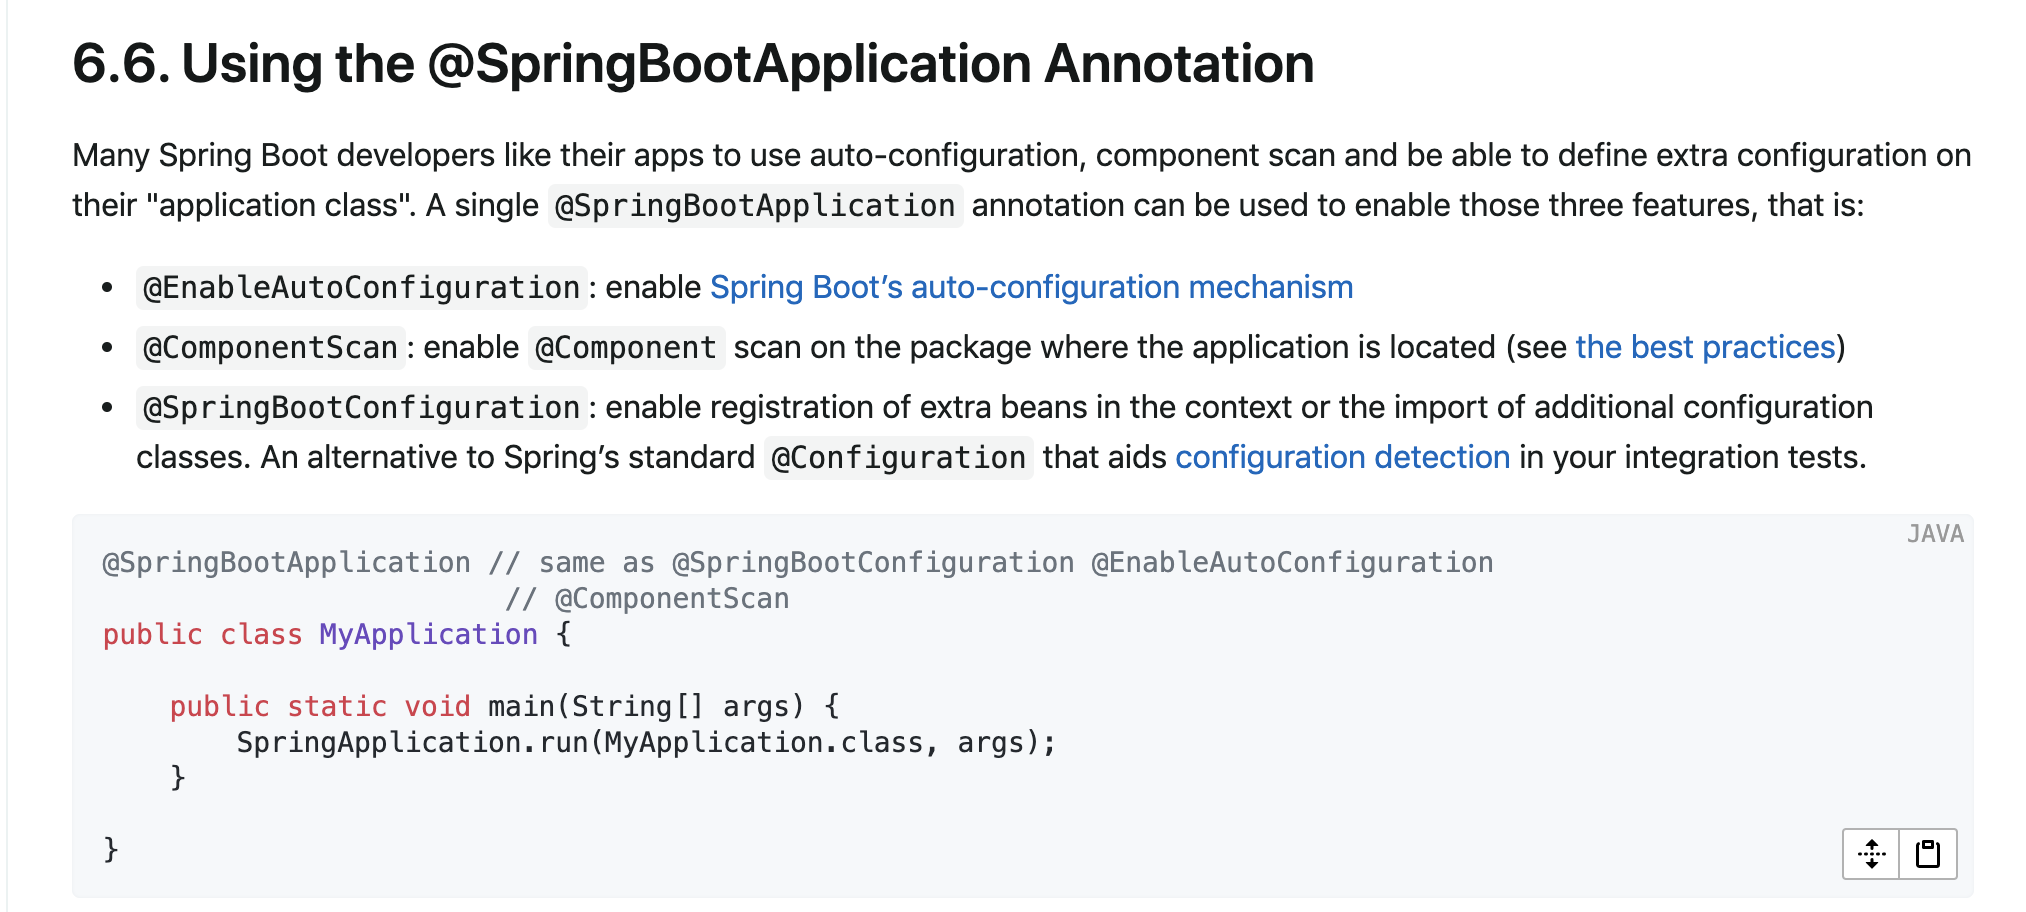 6.6. Using the @SpringBootApplication Annotation
Many Spring Boot developers like their apps to use auto-configuration, component scan and be able to define extra configuration on
their "application class". A single @SpringBootApplication annotation can be used to enable those three features, that is:
• @EnableAutoConfiguration: enable Spring Boot’s auto-configuration mechanism
• @ComponentScan: enable @Component scan on the package where the application is located (see the best practices)
• @SpringBootConfiguration: enable registration of extra beans in the context or the import of additional configuration
classes. An alternative to Spring’s standard @Configuration that aids configuration detection in your integration tests.
JAVA
@SpringBootApplication // same as @SpringBootConfiguration @EnableAutoConfiguration
                        // @ComponentScan
public class MyApplication {
    public static void main(String[] args) {
        SpringApplication.run(MyApplication.class, args);
    }
}